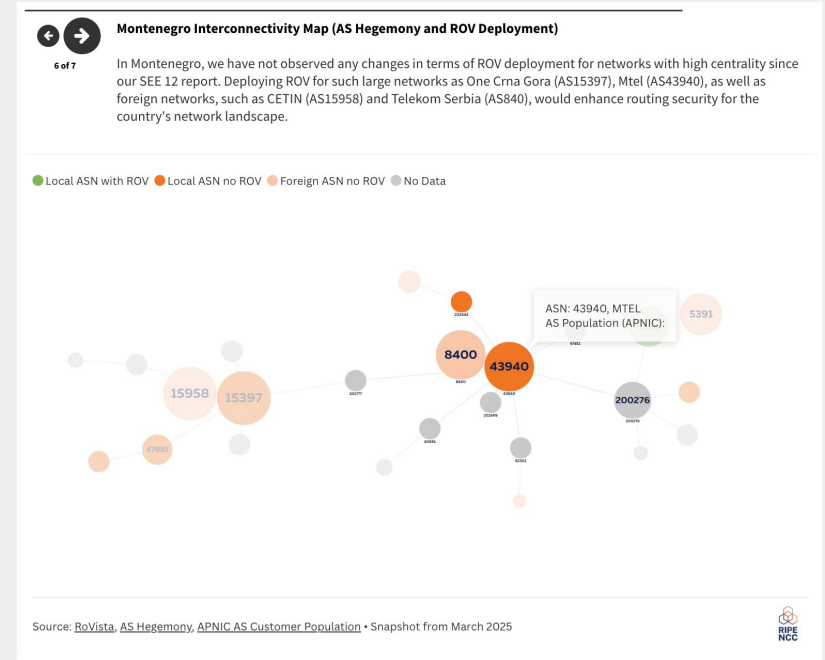 Montenegro Interconnectivity Map (AS Hegemony and ROV Deployment)
6 of 7
In Montenegro, we have not observed any changes in terms of ROV deployment for networks with high centrality since
our SEE 12 report. Deploying ROV for such large networks as One Crna Gora (AS15397), Mtel (AS43940), as well as
foreign networks, such as CETIN (AS15958) and Telekom Serbia (AS840), would enhance routing security for the
country's network landscape.
Local ASN with ROV Local ASN no ROV Foreign ASN no ROV No Data
ASN: 43940, MTEL
AS Population (APNIC):
5391
8400
8400
43940
43940
15958
15397
200276
200276
47881
Source: RoVista, AS Hegemony, APNIC AS Customer Population • Snapshot from March 2025
RIPE
NCC